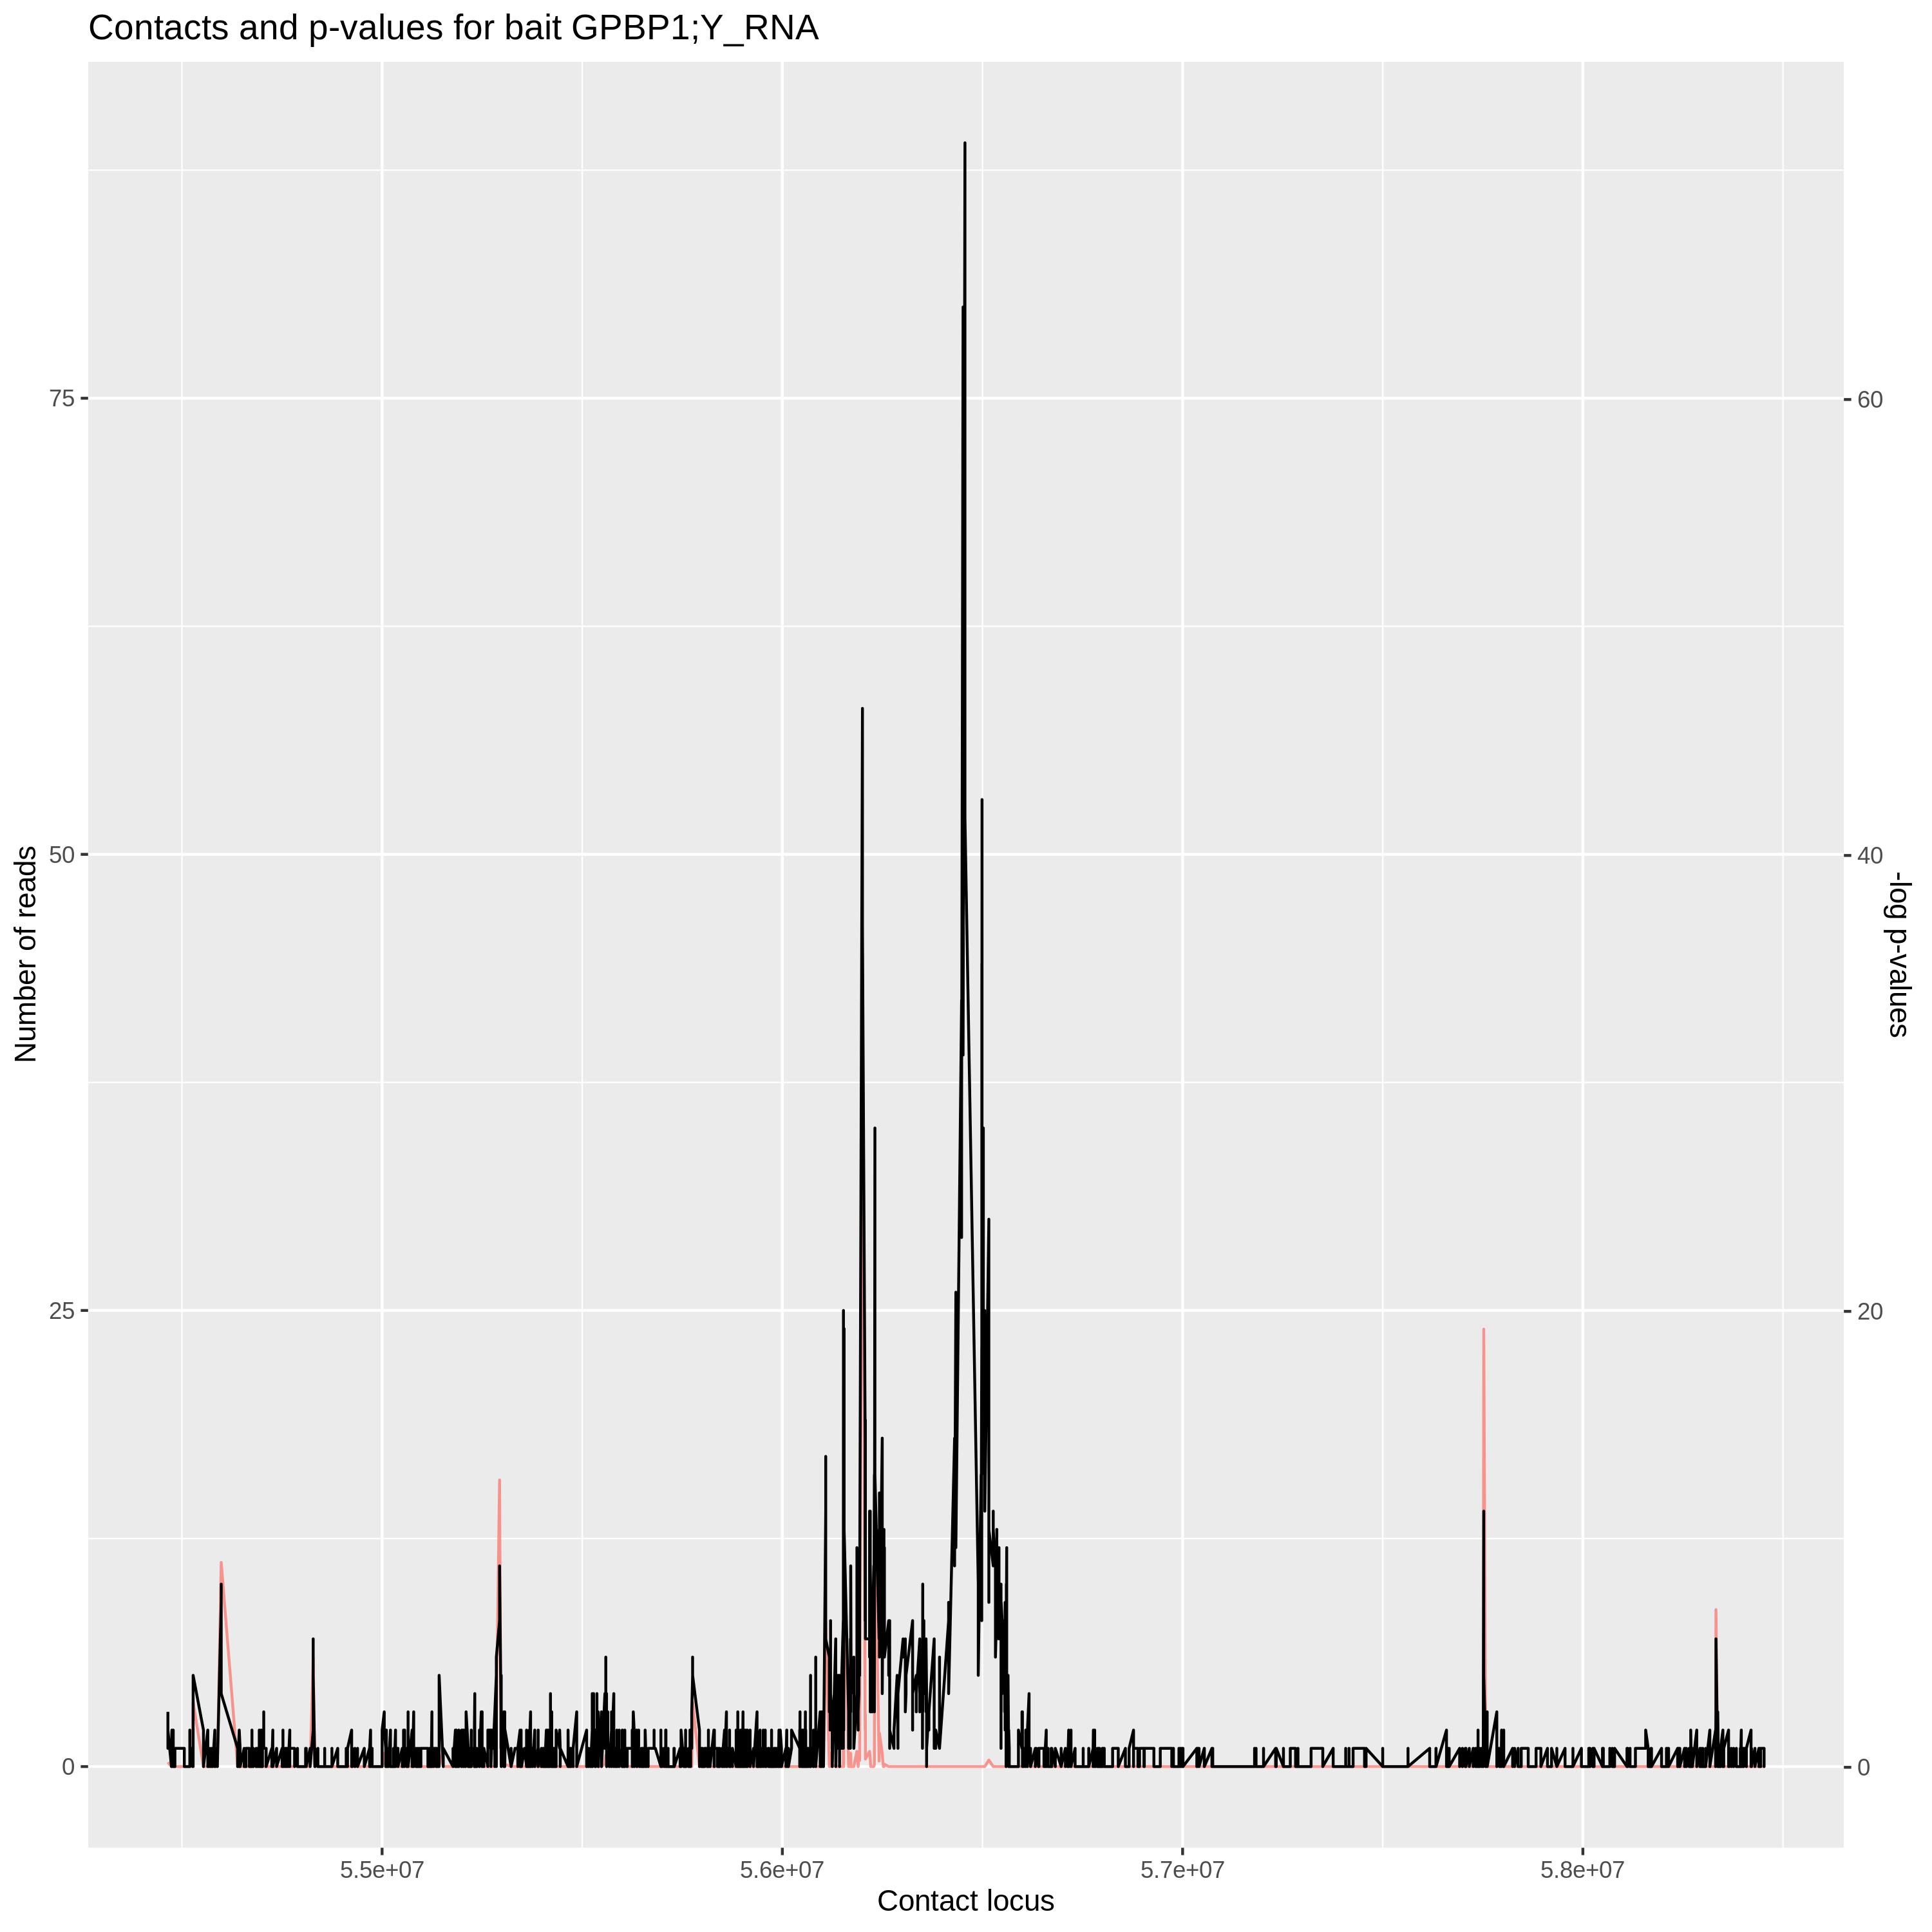 Contacts and p-values for bait GPBP1;Y_RNA
75
50
25
0
Number of reads
60
40
20
0
-log p-values
5.5e+07
5.6e+07
5.7e+07
5.8e+07
Contact locus